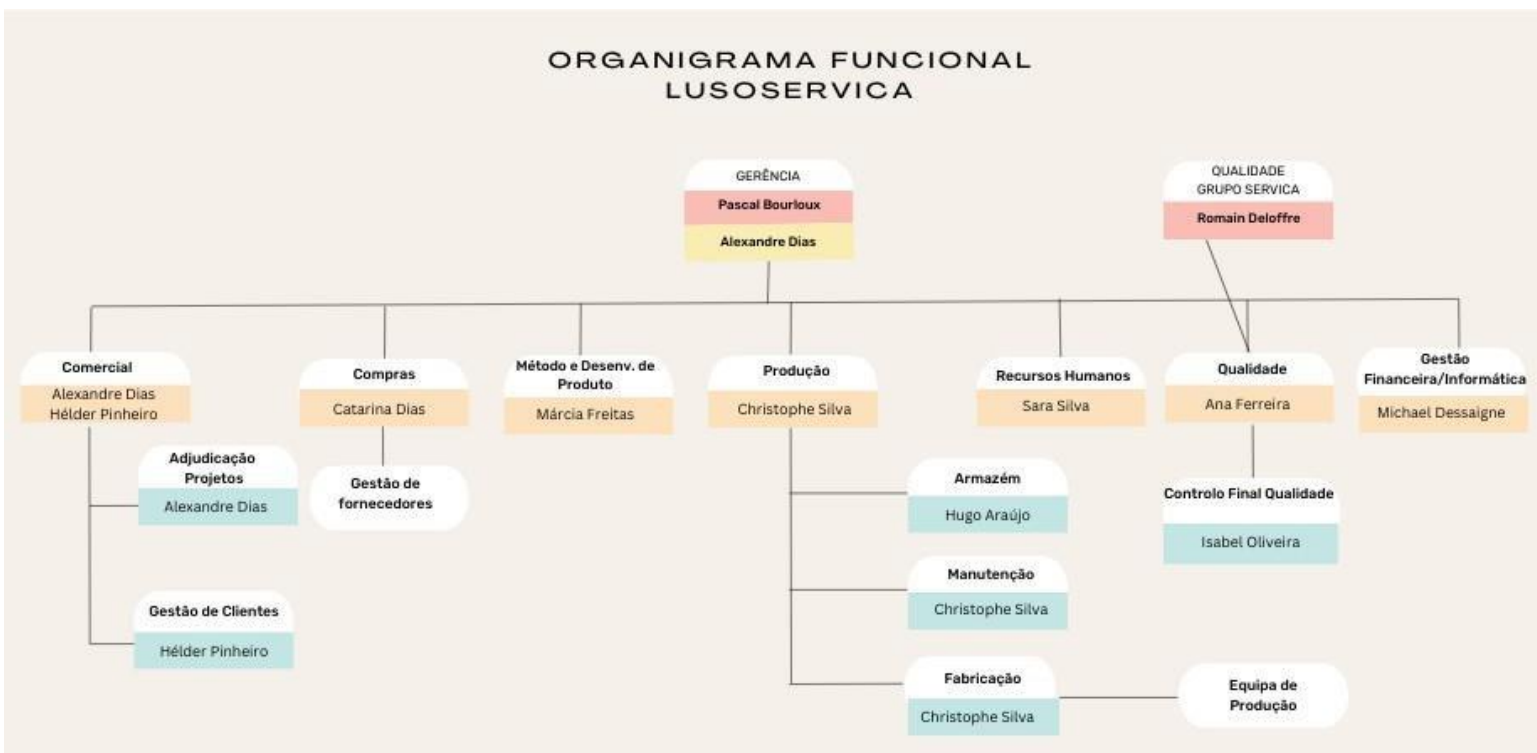 ORGANIGRAMA FUNCIONAL
LUSOSERVICA
GERÊNCIA
Pascal Bourloux
Alexandre Dias
QUALIDADE
GRUPO SERVICA
Romain Deloffre
Comercial
Alexandre Dias
Hélder Pinheiro
Compras
Catarina Dias
Método e Desenv. de
Produto
Márcia Freitas
Produção
Christophe Silva
Recursos Humanos
Sara Silva
Qualidade
Ana Ferreira
Gestão
Financeira/Informática
Michael Dessaigne
Adjudicação
Projetos
Alexandre Dias
Gestão de
fornecedores
Armazém
Hugo Araújo
Controlo Final Qualidade
Isabel Oliveira
Manutenção
Christophe Silva
Gestão de Clientes
Hélder Pinheiro
Fabricação
Christophe Silva
Equipa de
Produção